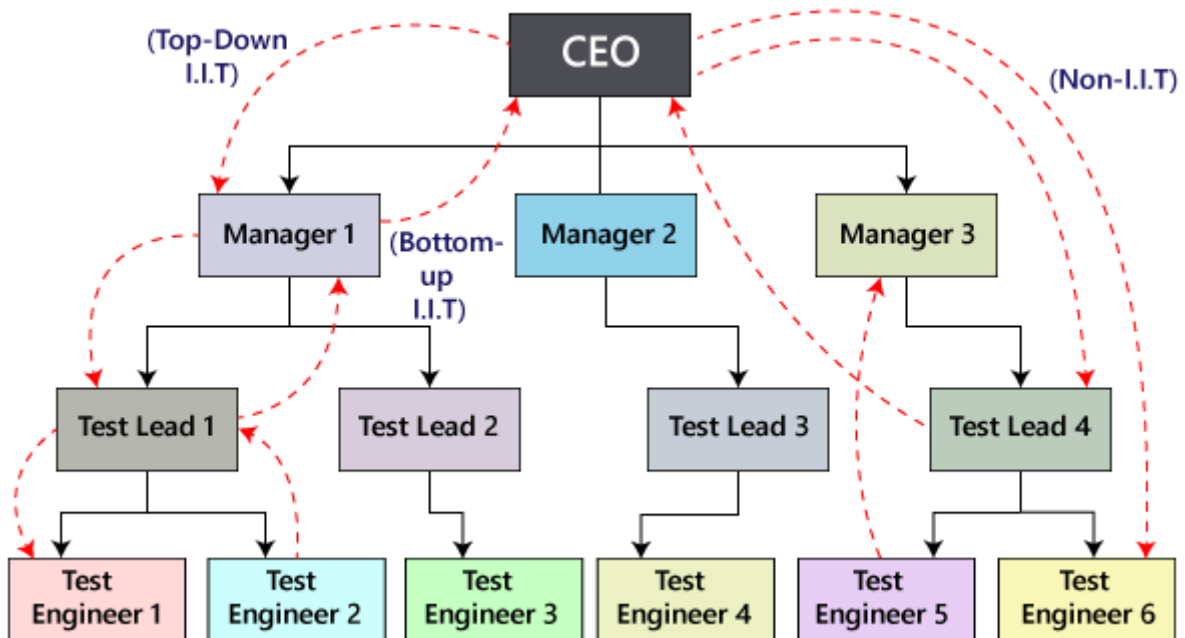 (Top-Down
I.I.T)
CEO
(Non-I.I.T)
Manager 1
(Bottom-
up
I.I.T)
Manager 2
Manager 3
Test Lead 1
Test Lead 2
Test Lead 3
Test Lead 4
Test
Engineer 1
Test
Engineer 2
Test
Engineer 3
Test
Engineer 4
Test
Engineer 5
Test
Engineer 6